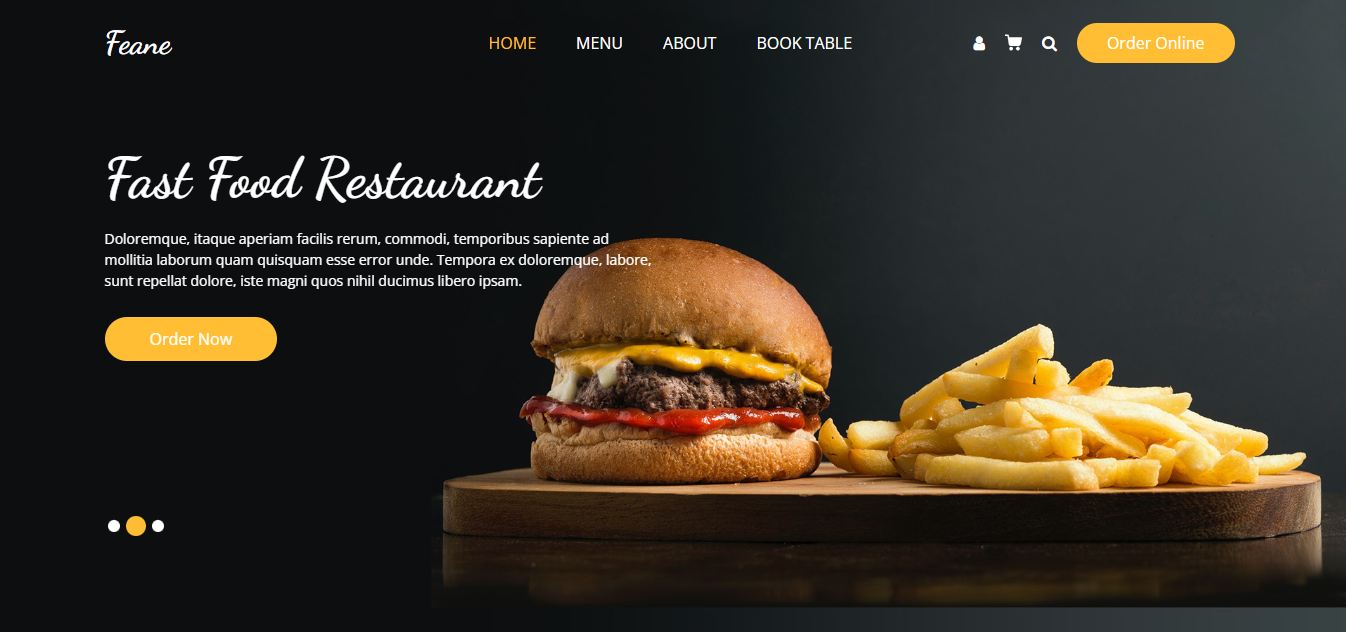 Feane
HOME MENU ABOUT BOOK TABLE
Order Online
Fast Food Restaurant
Doloremque, itaque aperiam facilis rerum, commodi, temporibus sapiente ad
mollitia laborum quam quisquam esse error unde. Tempora ex doloremque, labore,
sunt repellat dolore, iste magni quos nihil ducimus libero ipsam.
Order Now